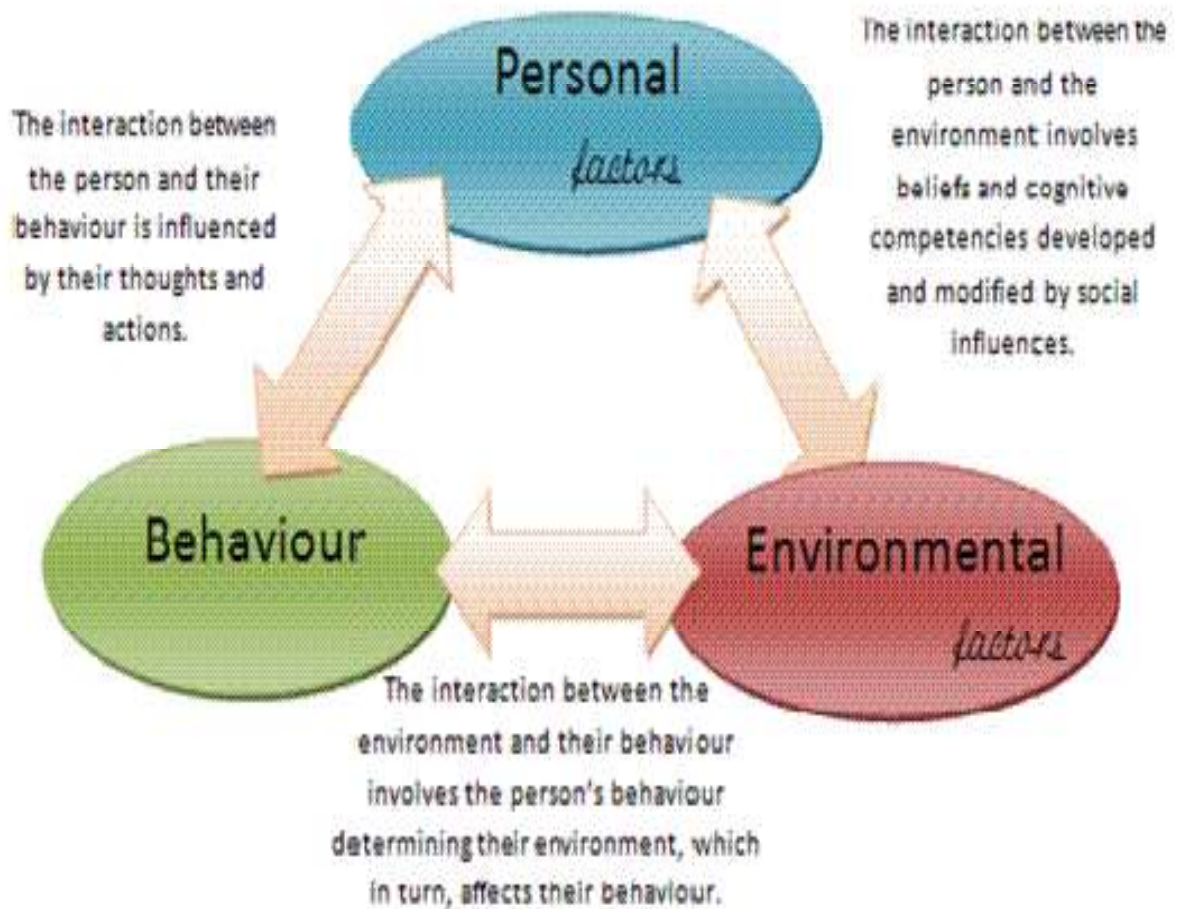 Personal
factors
The interaction between
the person and their
behaviour is influenced
by their thoughts and
actions.
The interaction between the
person and the
environment involves
beliefs and cognitive
competencies developed
and modified by social
influences.
Behaviour
Environmental
factors
The interaction between the
environment and their behaviour
involves the person's behaviour
determining their environment, which
in turn, affects their behaviour.